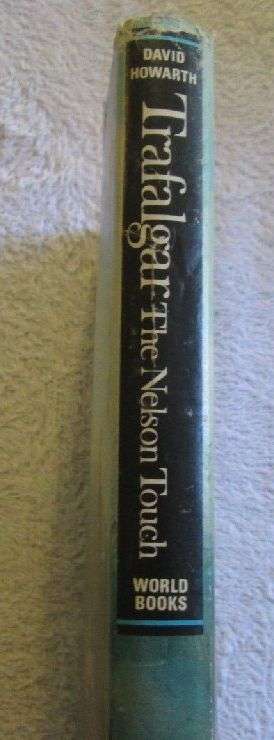 DAVID
HOWARTH
Trafalgar-The Nelson Touch
WORLD
BOOKS